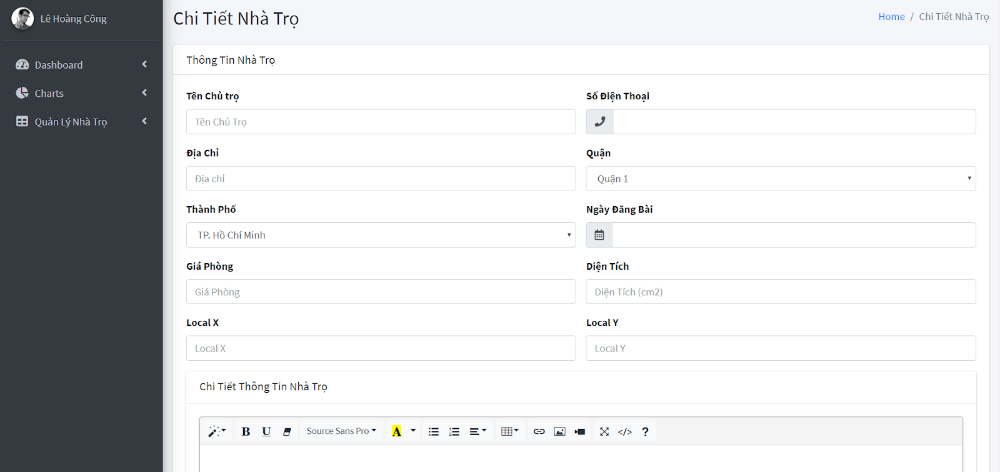 Lê Hoàng Công
Dashboard
Charts
Quản Lý Nhà Trọ
Chi Tiết Nhà Trọ
Home / Chi Tiết Nhà Trọ
Thông Tin Nhà Trọ
Tên Chủ trọ
Tên Chủ Trọ
Số Điện Thoại
Địa Chỉ
Địa chỉ
Quận
Quận 1
Thành Phố
TP. Hồ Chí Minh
Ngày Đăng Bài
Giá Phòng
Giá Phòng
Diện Tích
Diện Tích (cm2)
Local X
Local X
Local Y
Local Y
Chi Tiết Thông Tin Nhà Trọ
B U Source Sans Pro A </> ?